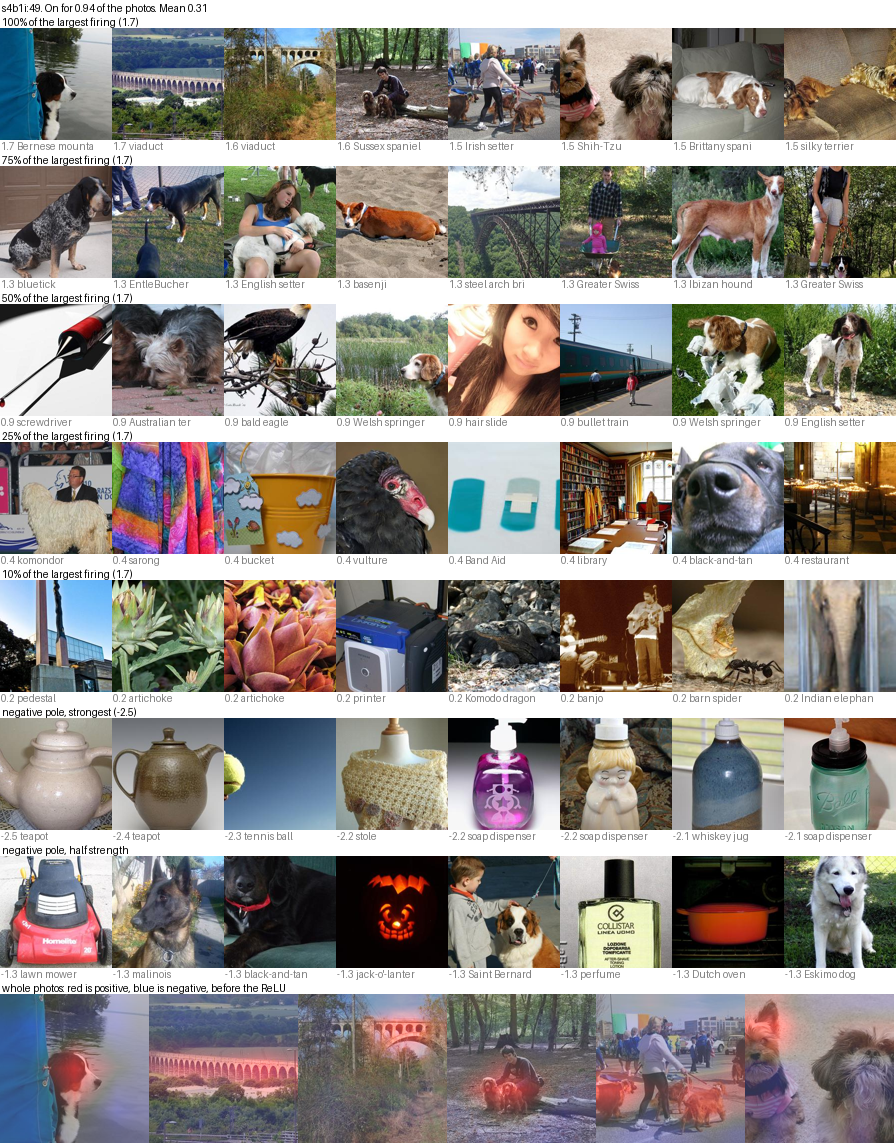 s4b1i:49. On for 0.94 of the photos. Mean 0.31
100% of the largest firing (1.7)
1.7 Bernese mounta
1.7 viaduct
1.6 viaduct
1.6 Sussex spaniel
1.5 Irish setter
1.5 Shih-Tzu
1.5 Brittany spani
1.5 silky terrier
75% of the largest firing (1.7)
1.3 bluetick
1.3 EntleBucher
1.3 English setter
1.3 basenji
1.3 steel arch bri
1.3 Greater Swiss
1.3 Ibizan hound
1.3 Greater Swiss
50% of the largest firing (1.7)
0.9 screwdriver
0.9 Australian ter
0.9 bald eagle
0.9 Welsh springer
0.9 hair slide
0.9 bullet train
0.9 Welsh springer
0.9 English setter
25% of the largest firing (1.7)
0.4 komondor
0.4 sarong
0.4 bucket
0.4 vulture
0.4 Band Aid
0.4 library
0.4 black-and-tan
0.4 restaurant
10% of the largest firing (1.7)
0.2 pedestal
0.2 artichoke
0.2 artichoke
0.2 printer
0.2 Komodo dragon
0.2 banjo
0.2 barn spider
0.2 Indian elephan
negative pole, strongest (-2.5)
Ball
-2.5 teapot
-2.4 teapot
-2.3 tennis ball
-2.2 stole
-2.2 soap dispenser
-2.2 soap dispenser
-2.1 whiskey jug
-2.1 soap dispenser
negative pole, half strength
Homelite
COLLISTAR
LINEA UOMO
LOZIONE
DOPOBARBA
TONIFICANTE
AFTER-SHAVE
TONING
LOTION
-1.3 lawn mower
-1.3 malinois
-1.3 black-and-tan
-1.3 jack-o'-lanter
-1.3 Saint Bernard
-1.3 perfume
-1.3 Dutch oven
-1.3 Eskimo dog
whole photos: red is positive, blue is negative, before the ReLU